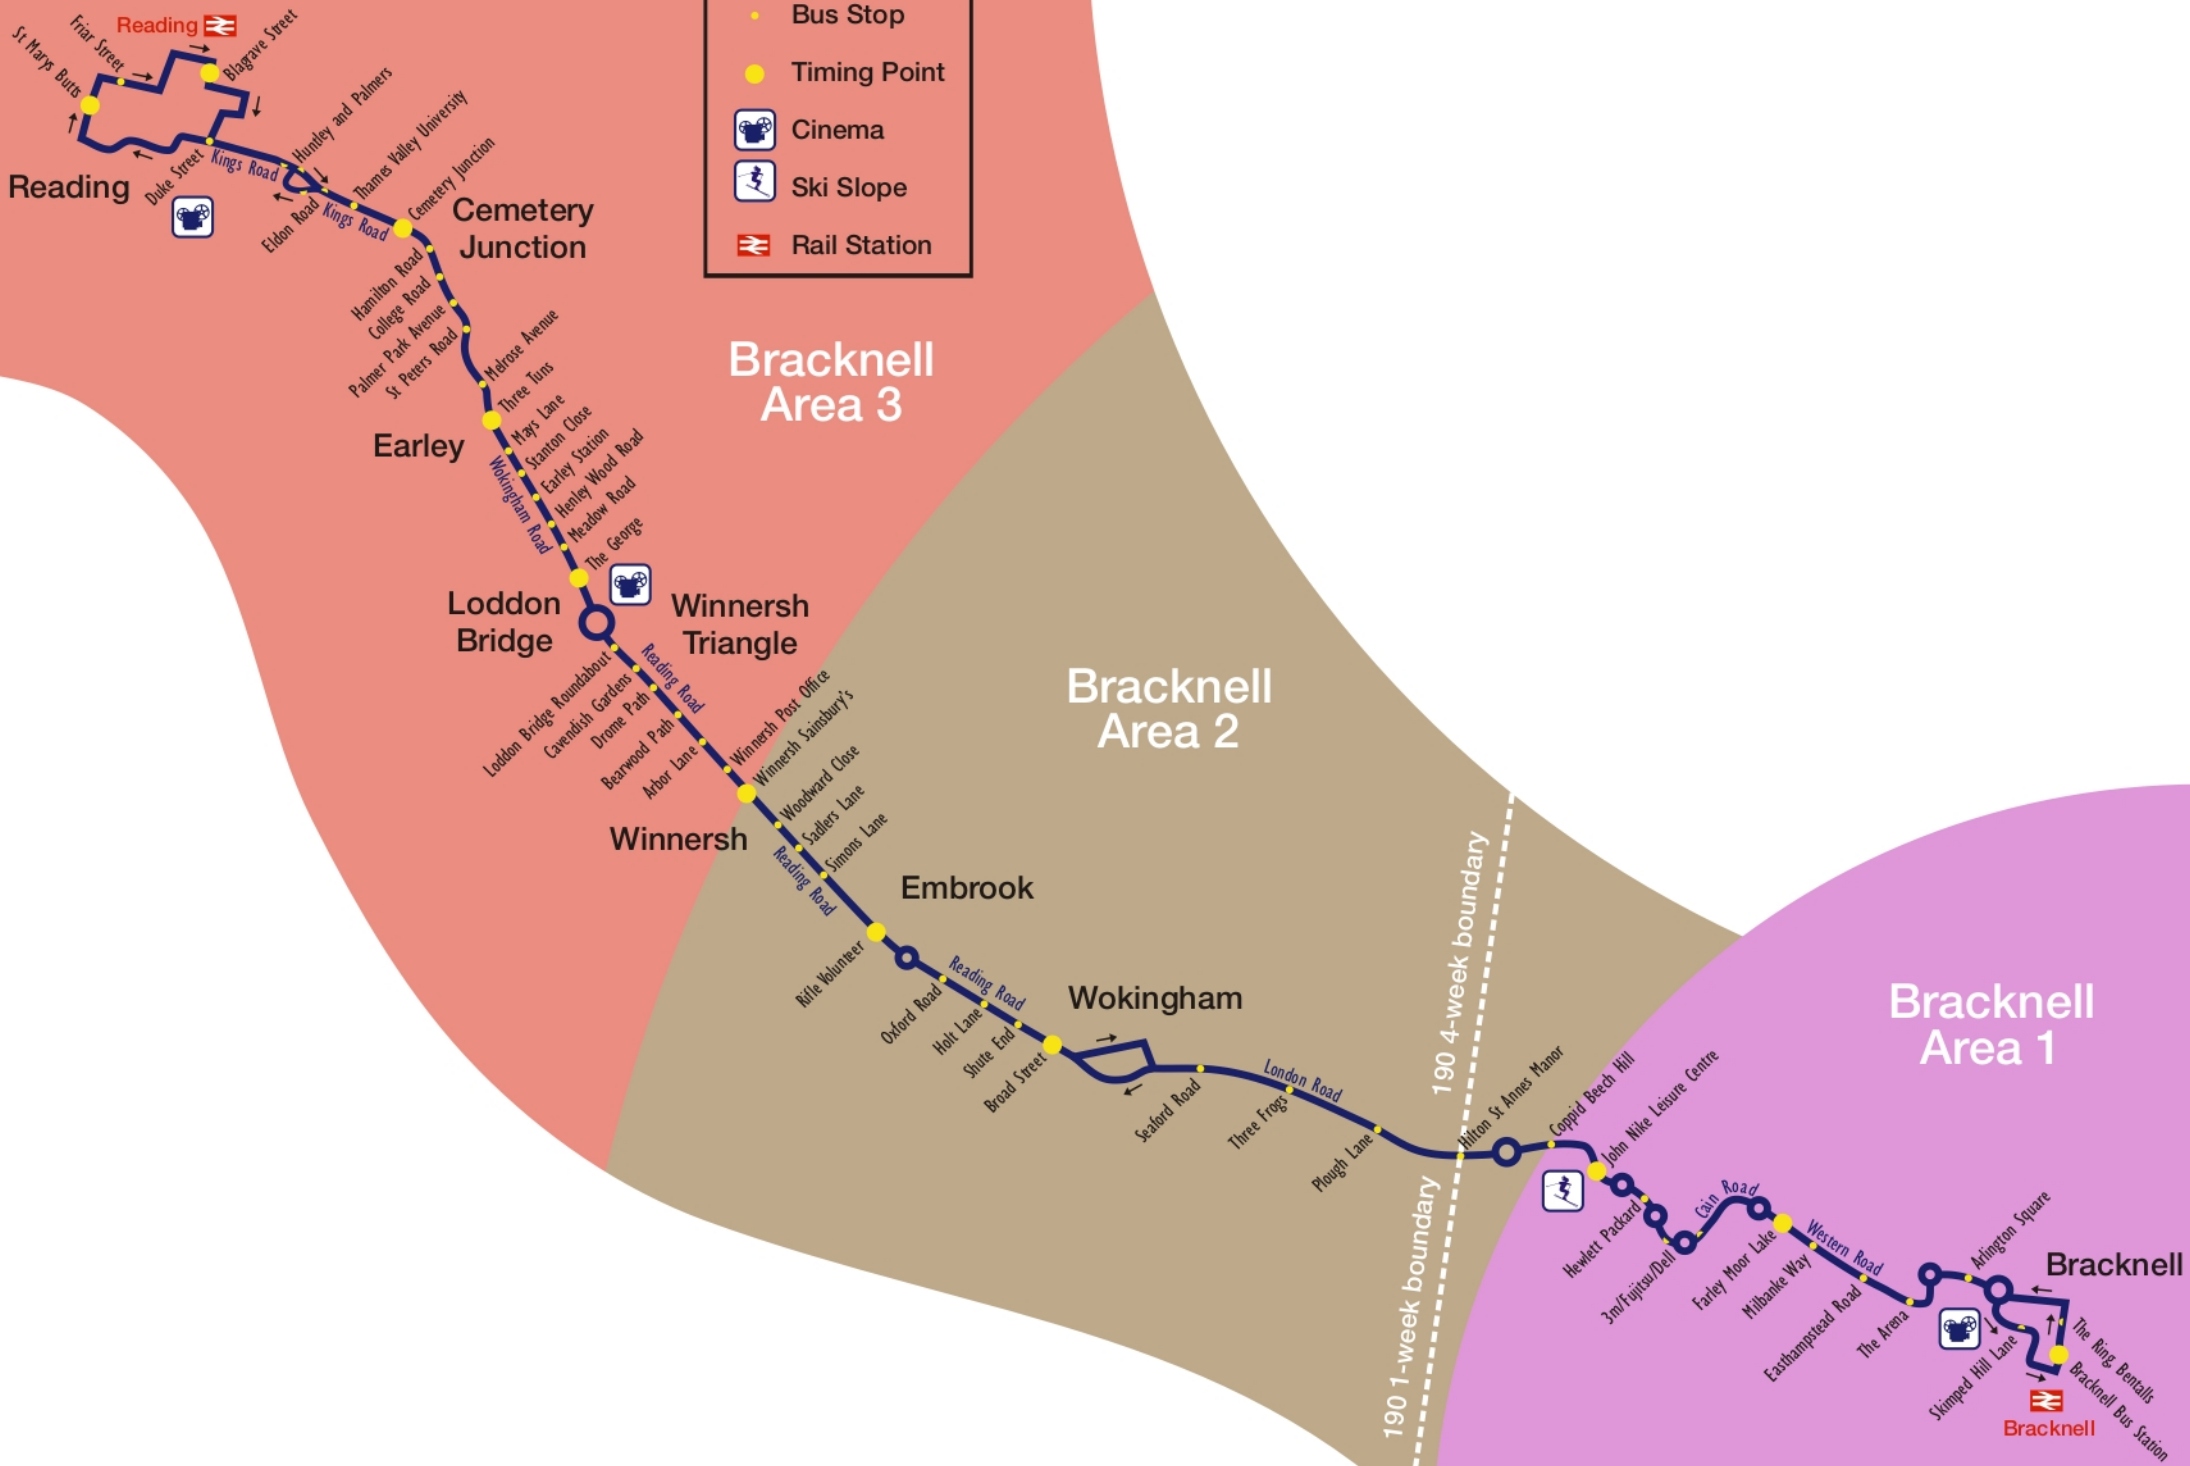 Reading
Friar Street
St Marys Butts
Blagrave Street
Huntley and Palmers
Thames Valley University
Cemetery Junction
Duke Street
Kings Road
Eldon Road
Kings Road
Reading
Cemetery
Junction
Bus Stop
Timing Point
Cinema
Ski Slope
Rail Station
Hamilton Road
College Road
Palmer Park Avenue
St Peters Road
Melrose Avenue
Three Tuns
Mays Lane
Stanton Close
Earley Station
Henley Wood Road
Meadow Road
The George
Earley
Wokingham Road
Bracknell
Area 3
Loddon
Bridge
Winnersh
Triangle
Reading Road
Loddon Bridge Roundabout
Cavendish Gardens
Drome Path
Bearwood Path
Arbor Lane
Winnersh Post Office
Winnersh Sainsbury's
Woodward Close
Sadlers Lane
Simons Lane
Winnersh
Reading Road
Bracknell
Area 2
Embrook
Rifle Volunteer
Reading Road
Oxford Road
Holt Lane
Shute End
Broad Street
Wokingham
Seaford Road
London Road
Three Frogs
Plough Lane
190 4-week boundary
190 1-week boundary
Hilton St Annes Manor
Coppid Beech Hill
John Nike Leisure Centre
Bracknell
Area 1
Hewlett Packard
3m/Fujitsu/Dell
Cain Road
Farley Moor Lake
Western Road
Milbanke Way
Easthampstead Road
The Arena
Arlington Square
Bracknell
Skimped Hill Lane
The Ring, Bentalls
Bracknell Bus Station
Bracknell